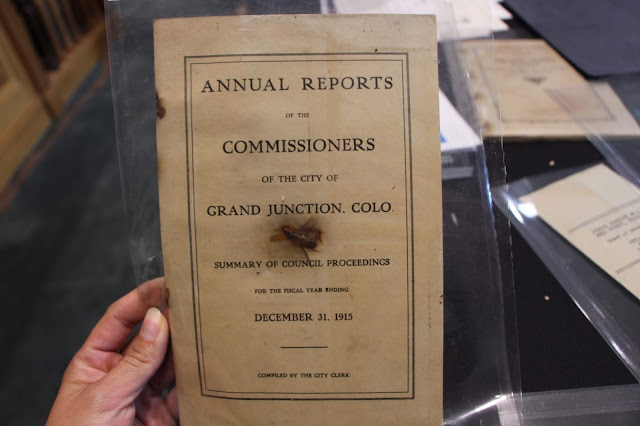 ANNUAL REPORTS
OF THE
COMMISSIONERS
OF THE CITY OF
GRAND JUNCTION, COLO.
SUMMARY OF COUNCIL PROCEEDINGS
FOR THE FISCAL YEAR ENDING
DECEMBER 31, 1915
COMPILED BY THE CITY CLERK